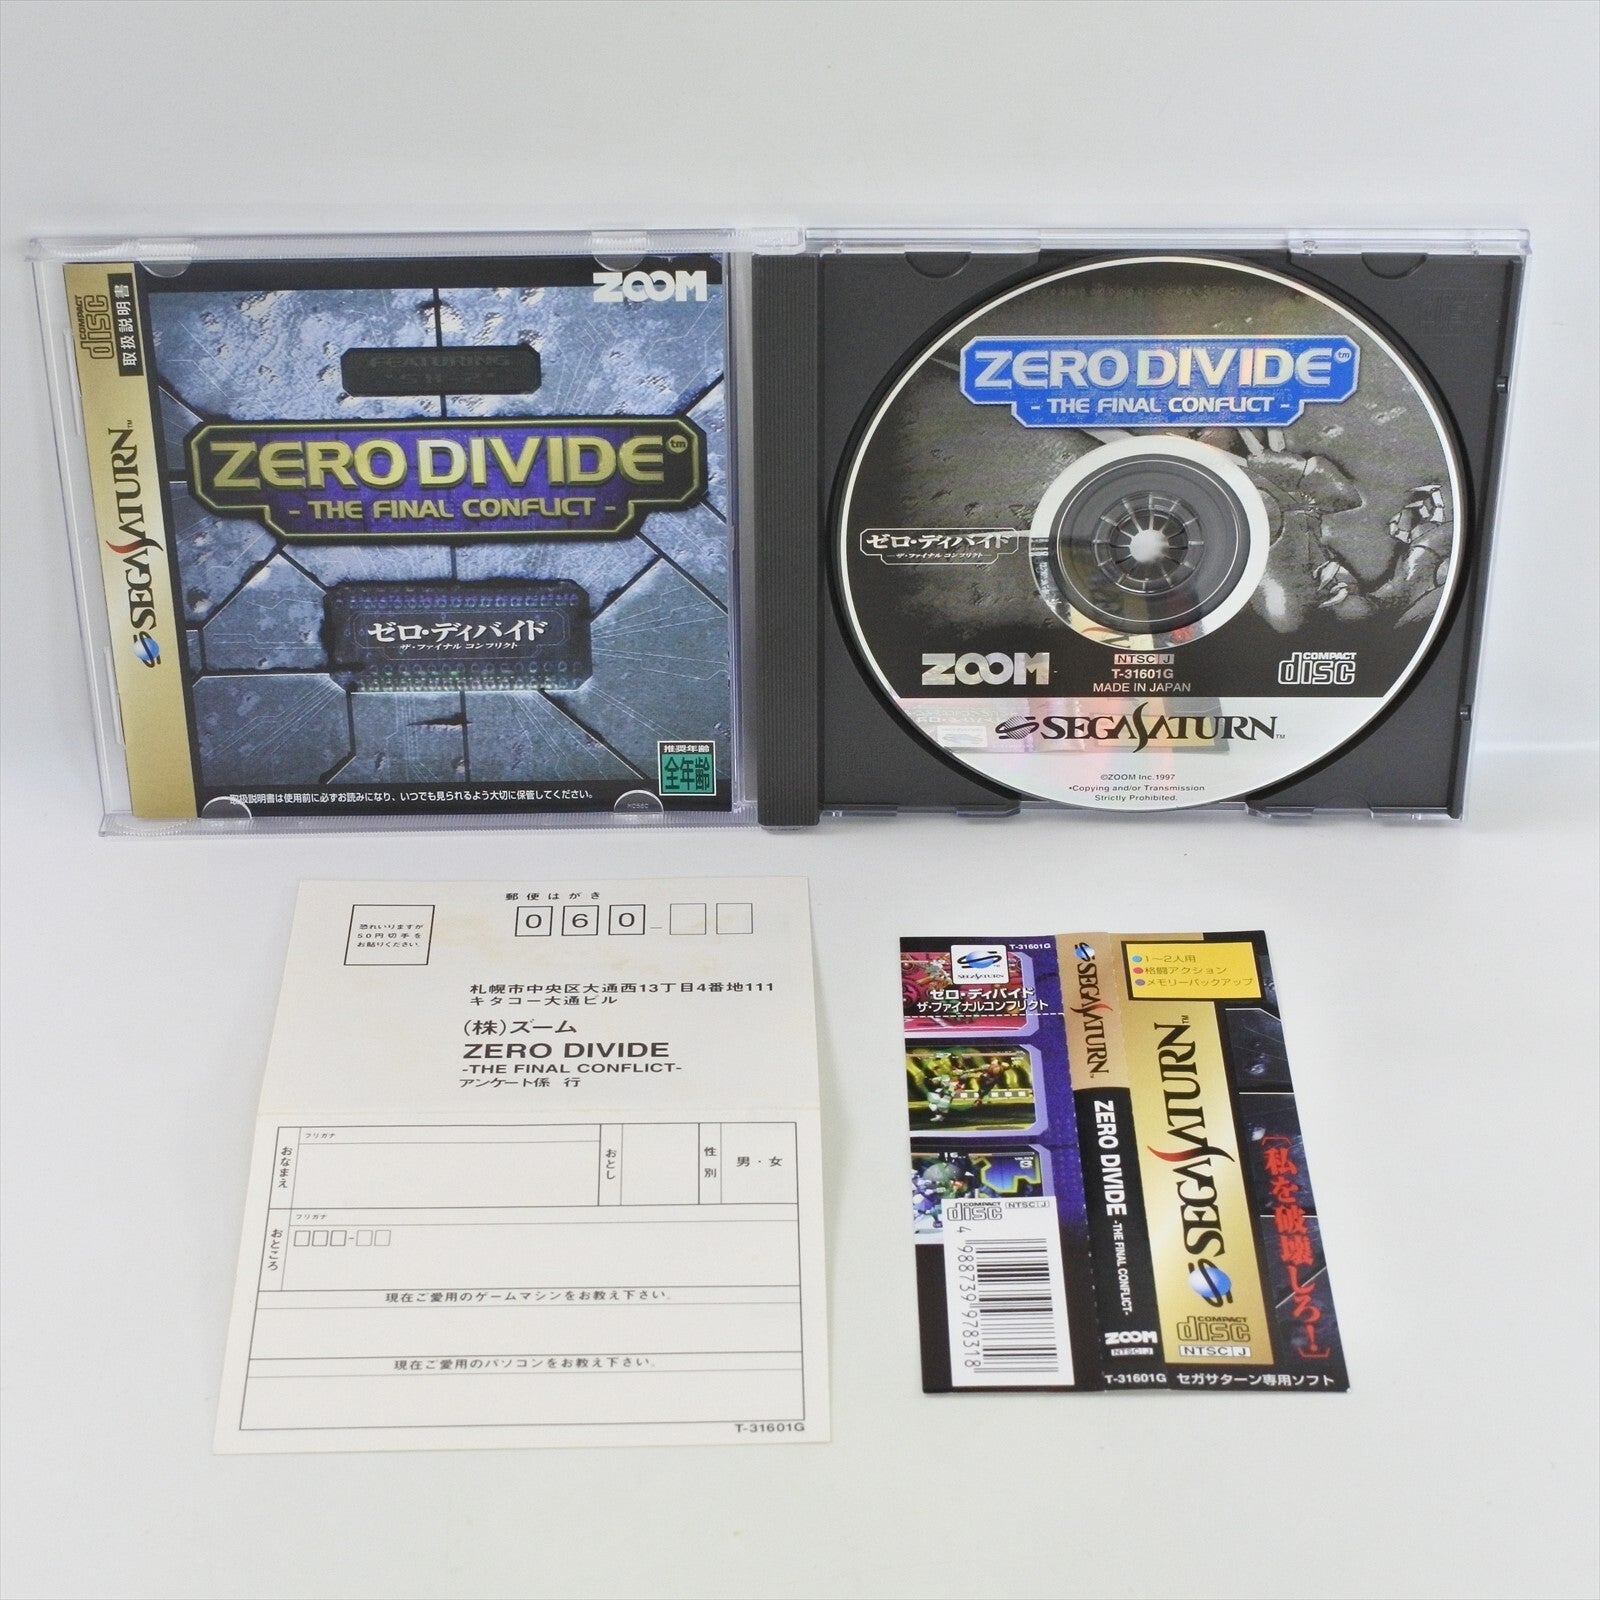 COMPACT
disc
取扱説明書
SEGA SATURN™
ZOOM
FEATURING
"SH-2"
ZERO DIVIDE™
- THE FINAL CONFLICT -
ゼロ・ディバイド
ザ・ファイナル コンフリクト
推奨年齢
全年齢
取扱説明書は使用前に必ずお読みになり、いつでも見られるよう大切に保管してください。
ZERO DIVIDE™
- THE FINAL CONFLICT -
ゼロ・ディバイド
ザ・ファイナル コンフリクト
ZOOM
NTSC J
T-31601G
MADE IN JAPAN
COMPACT
disc
SEGA SATURN™
©ZOOM Inc.1997
•Copying and/or Transmission
Strictly Prohibited.
郵便はがき
恐れいりますが
50円切手を
お貼りください。
060-
札幌市中央区大通西13丁目4番地111
キタコー大通ビル
(株)ズーム
ZERO DIVIDE
-THE FINAL CONFLICT-
アンケート係 行
フリガナ
おなまえ
おとし
性別
男・女
フリガナ
おところ
現在ご愛用のゲームマシンをお教え下さい。
現在ご愛用のパソコンをお教え下さい。
T-31601G
T-31601G
SEGA SATURN
ゼロ・ディバイド
ザ・ファイナルコンフリクト
COMPACT
disc
NTSC J
4 988739 978318
SEGA SATURN™
ZERO DIVIDE -THE FINAL CONFLICT-
ZOOM
NTSC J
T-31601G
1〜2人用
格闘アクション
メモリーバックアップ
SEGA SATURN™
COMPACT
disc
NTSC J
セガサターン専用ソフト
[私を破壊しろ!]